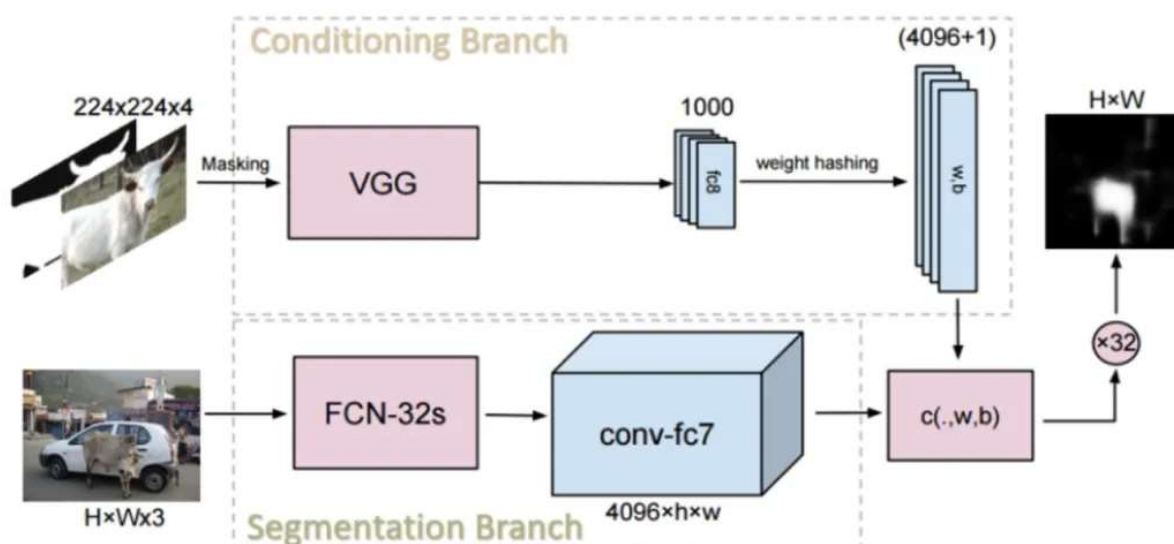 Conditioning Branch
(4096+1)
224x224x4
1000
H×W
Masking
VGG
fc8
weight hashing
w,b
×32
FCN-32s
conv-fc7
c(.,w,b)
H×Wx3
4096×h×w
Segmentation Branch